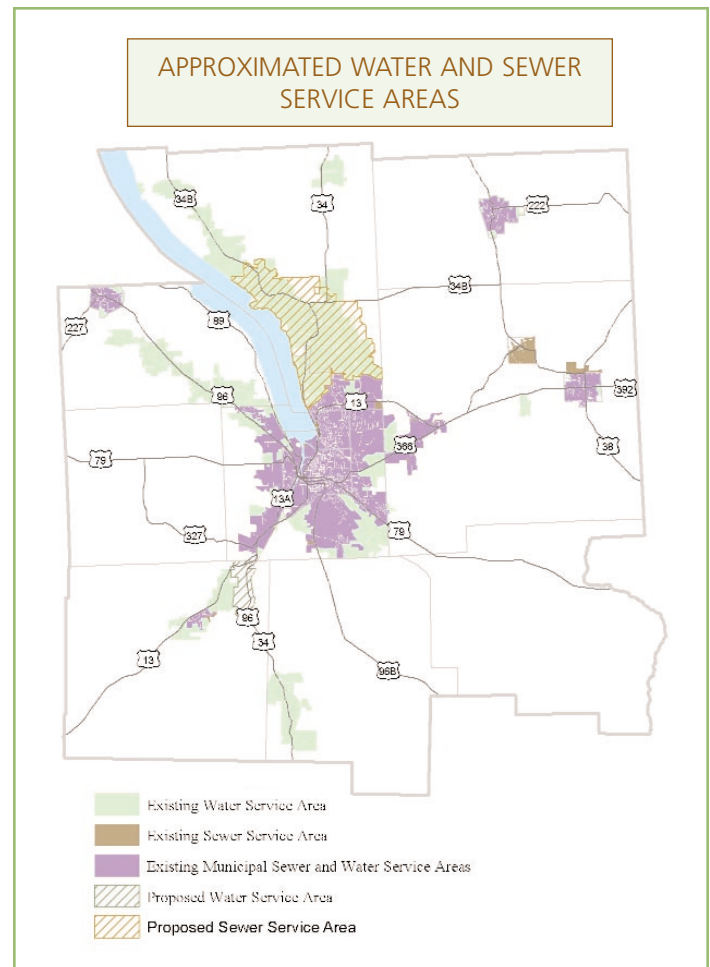 APPROXIMATED WATER AND SEWER
SERVICE AREAS
34B
34
222
34B
227
89
392
96
13
366
38
79
13A
79
327
96
34
13
96B
Existing Water Service Area
Existing Sewer Service Area
Existing Municipal Sewer and Water Service Areas
Proposed Water Service Area
Proposed Sewer Service Area